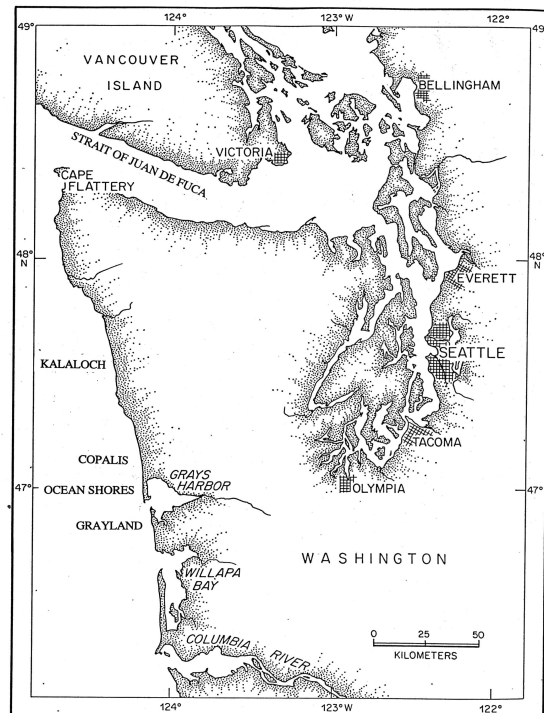 124°
123°
122°
49°
49°
VANCOUVER
ISLAND
BELLINGHAM
VICTORIA
STRAIT OF JUAN DE FUCA
CAPE
FLATTERY
48°
N
48°
N
EVERETT
KALALOCH
SEATTLE
TACOMA
COPALIS
GRAYS
HARBOR
OCEAN SHORES
OLYMPIA
47°
47°
GRAYLAND
WASHINGTON
WILLAPA
BAY
COLUMBIA
RIVER
0 25 50
KILOMETERS
124°
123°W
122°